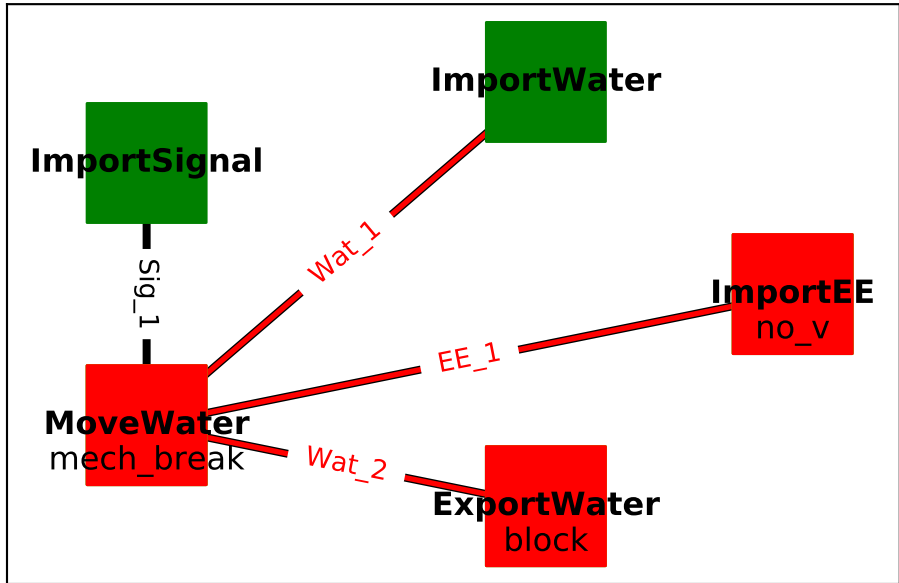 ImportWater
ImportSignal
Wat_1
Sig_1
ImportEE
no_v
EE_1
MoveWater
mech_break
Wat_2
ExportWater
block